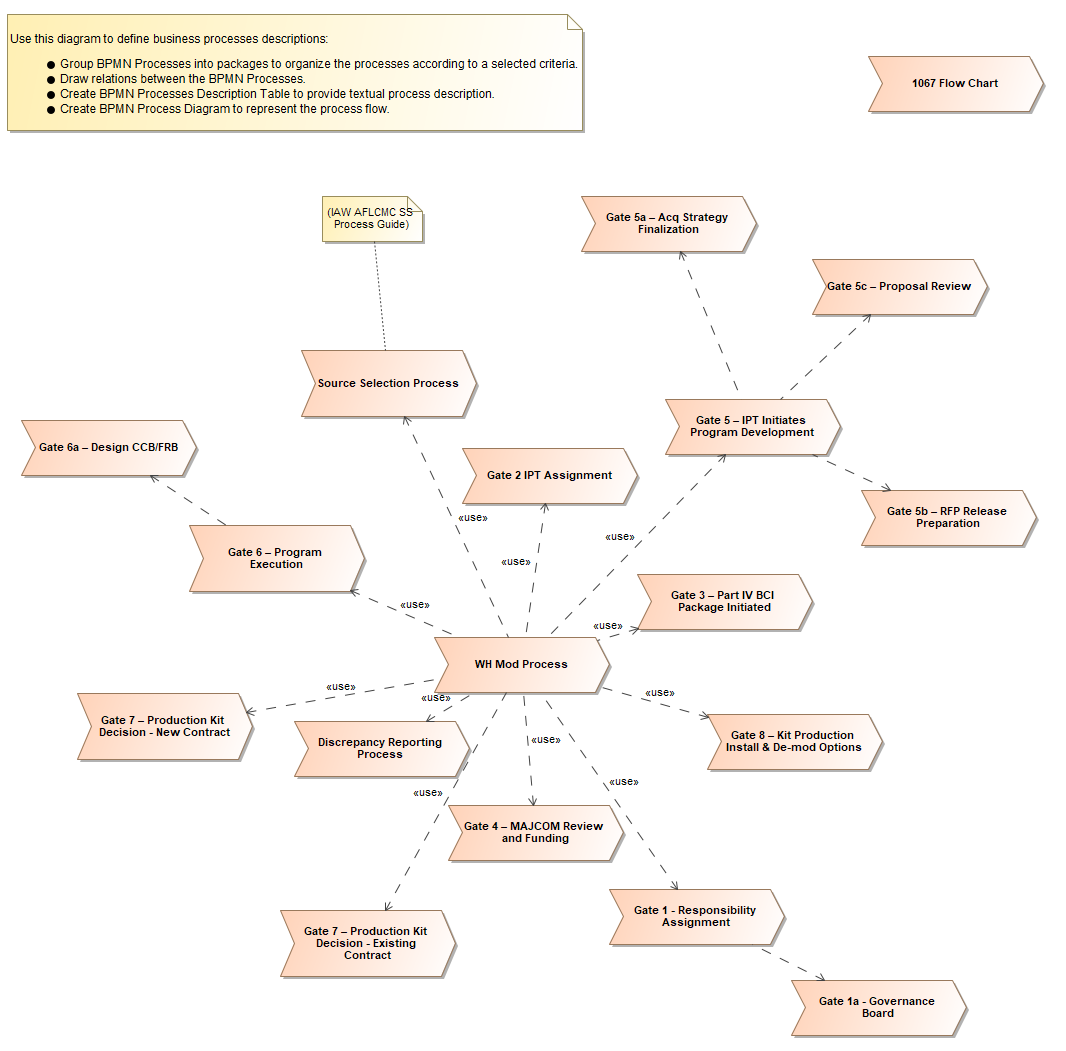 Use this diagram to define business processes descriptions:
● Group BPMN Processes into packages to organize the processes according to a selected criteria.
● Draw relations between the BPMN Processes.
● Create BPMN Processes Description Table to provide textual process description.
● Create BPMN Process Diagram to represent the process flow.
1067 Flow Chart
(IAW AFLCMC SS
Process Guide)
Gate 5a – Acq Strategy
Finalization
Gate 5c – Proposal Review
Source Selection Process
Gate 5 – IPT Initiates
Program Development
Gate 6a – Design CCB/FRB
Gate 2 IPT Assignment
Gate 5b – RFP Release
Preparation
«use»
«use»
«use»
Gate 6 – Program
Execution
Gate 3 – Part IV BCI
Package Initiated
«use»
«use»
WH Mod Process
«use»
«use»
«use»
Gate 7 – Production Kit
Decision - New Contract
Discrepancy Reporting
Process
Gate 8 – Kit Production
Install & De-mod Options
«use»
«use»
«use»
Gate 4 – MAJCOM Review
and Funding
Gate 1 - Responsibility
Assignment
Gate 7 – Production Kit
Decision - Existing
Contract
Gate 1a - Governance
Board